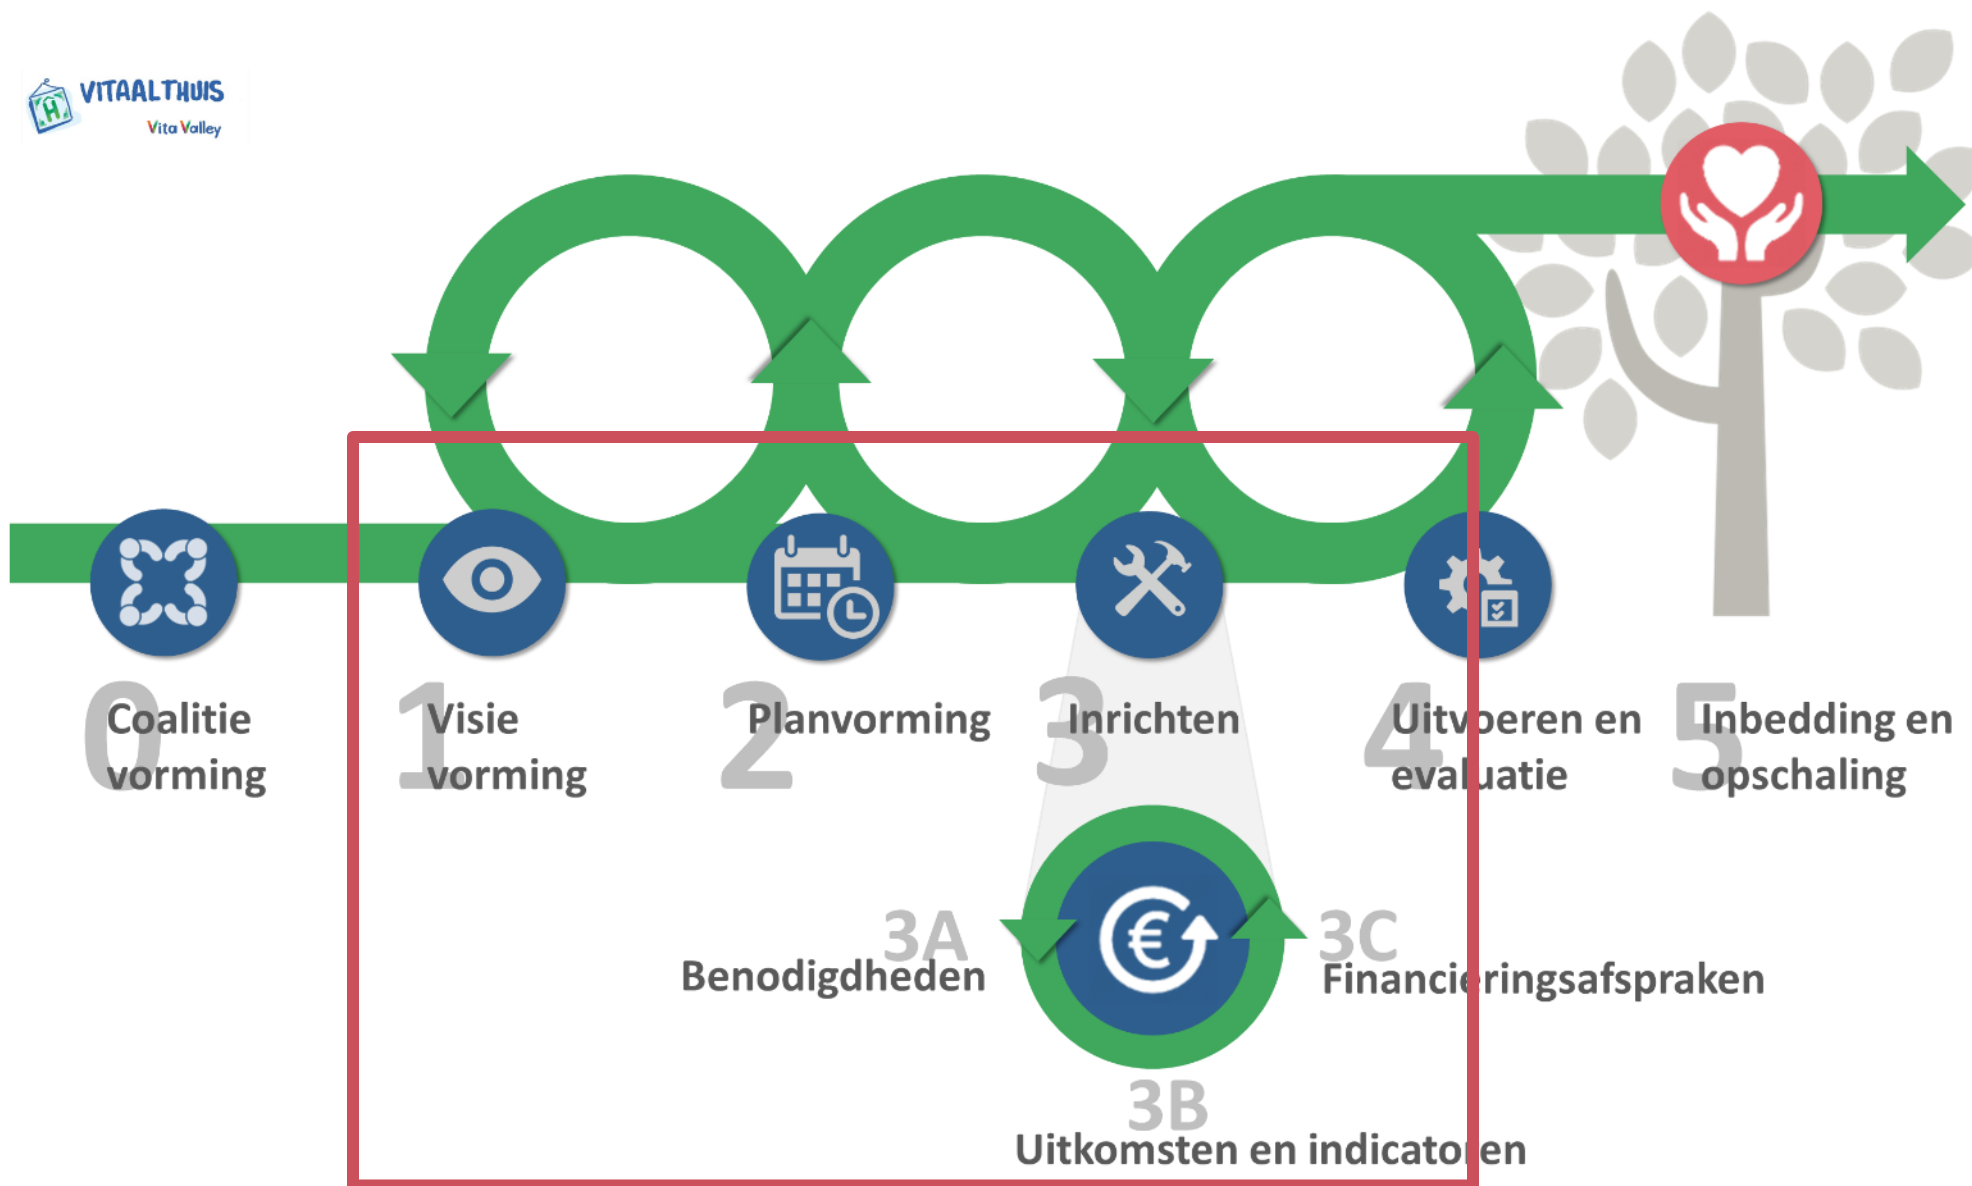 VITAALTHUIS
Vita Valley
0
Coalitie
vorming
1
Visie
vorming
2
Planvorming
3
Inrichten
4
Uitvoeren en
evaluatie
5
Inbedding en
opschaling
3A
Benodigdheden
€
3C
Financieringsafspraken
3B
Uitkomsten en indicatoren